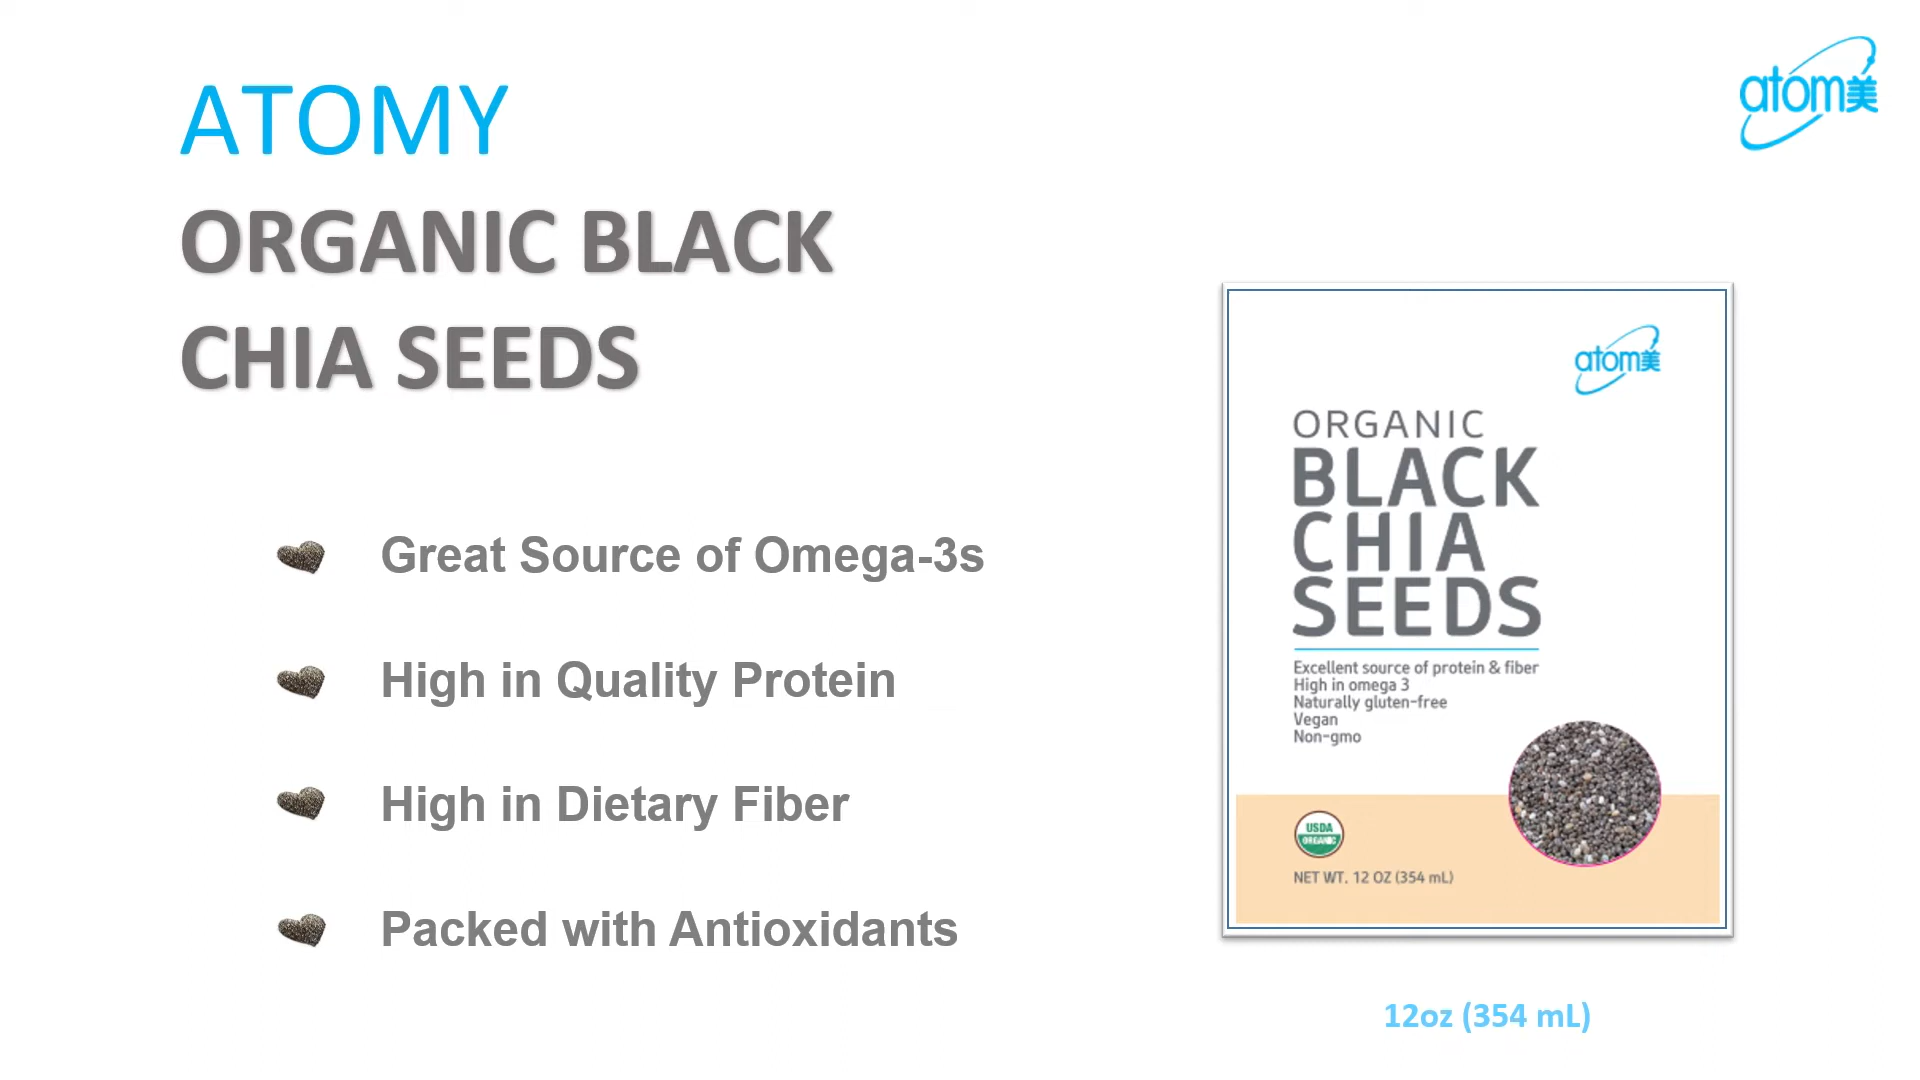 ATOMY
atom美
ORGANIC BLACK
CHIA SEEDS
Great Source of Omega-3s
High in Quality Protein
High in Dietary Fiber
Packed with Antioxidants
atom美
ORGANIC
BLACK
CHIA
SEEDS
Excellent source of protein & fiber
High in omega 3
Naturally gluten-free
Vegan
Non-gmo
USDA
ORGANIC
NET WT. 12 OZ (354 mL)
12oz (354 mL)